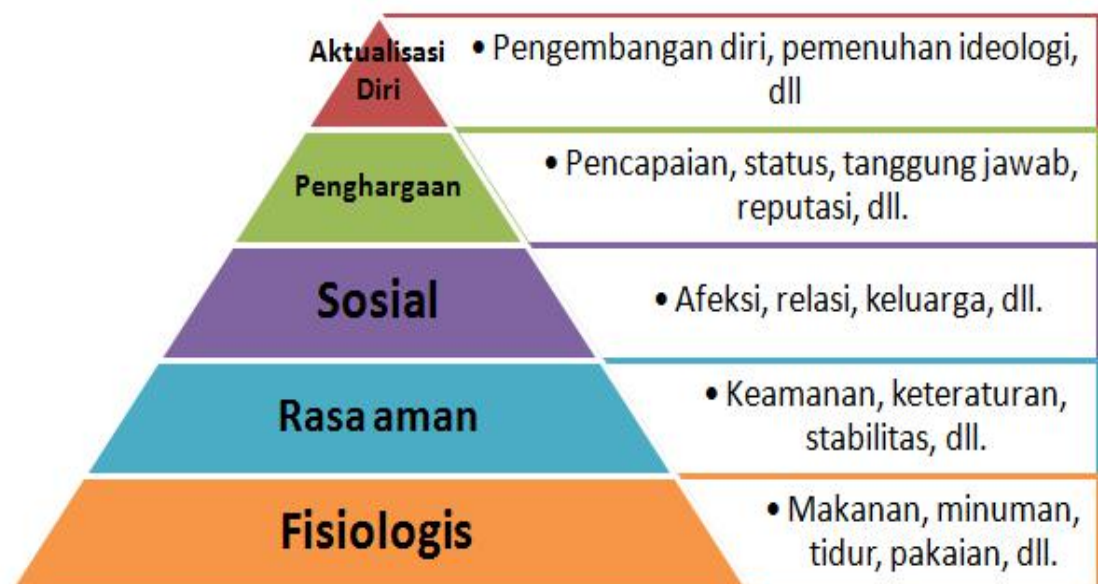 Aktualisasi
Diri
• Pengembangan diri, pemenuhan ideologi,
dll
Penghargaan
• Pencapaian, status, tanggung jawab,
reputasi, dll.
Sosial
• Afeksi, relasi, keluarga, dll.
Rasa aman
• Keamanan, keteraturan,
stabilitas, dll.
Fisiologis
• Makanan, minuman,
tidur, pakaian, dll.